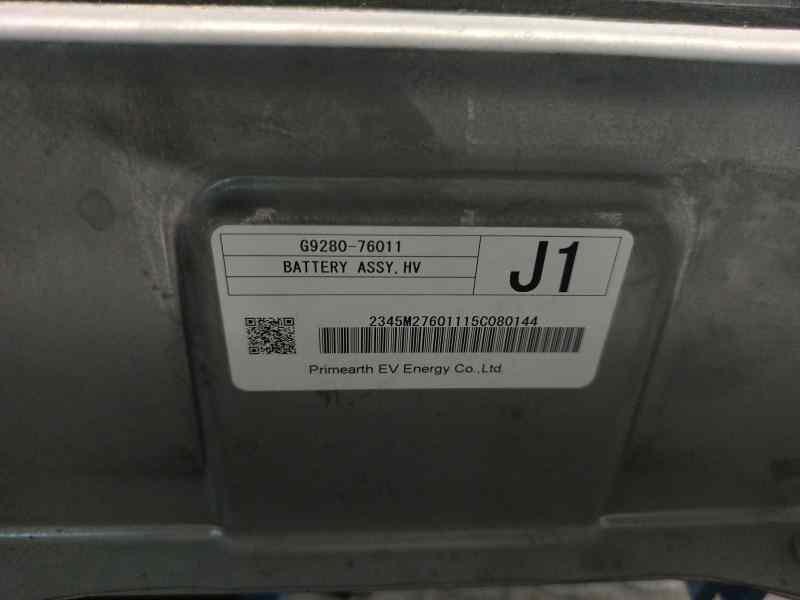 G9280-76011
BATTERY ASSY, HV
J1
2345M27601115C080144
Primearth EV Energy Co.,Ltd.